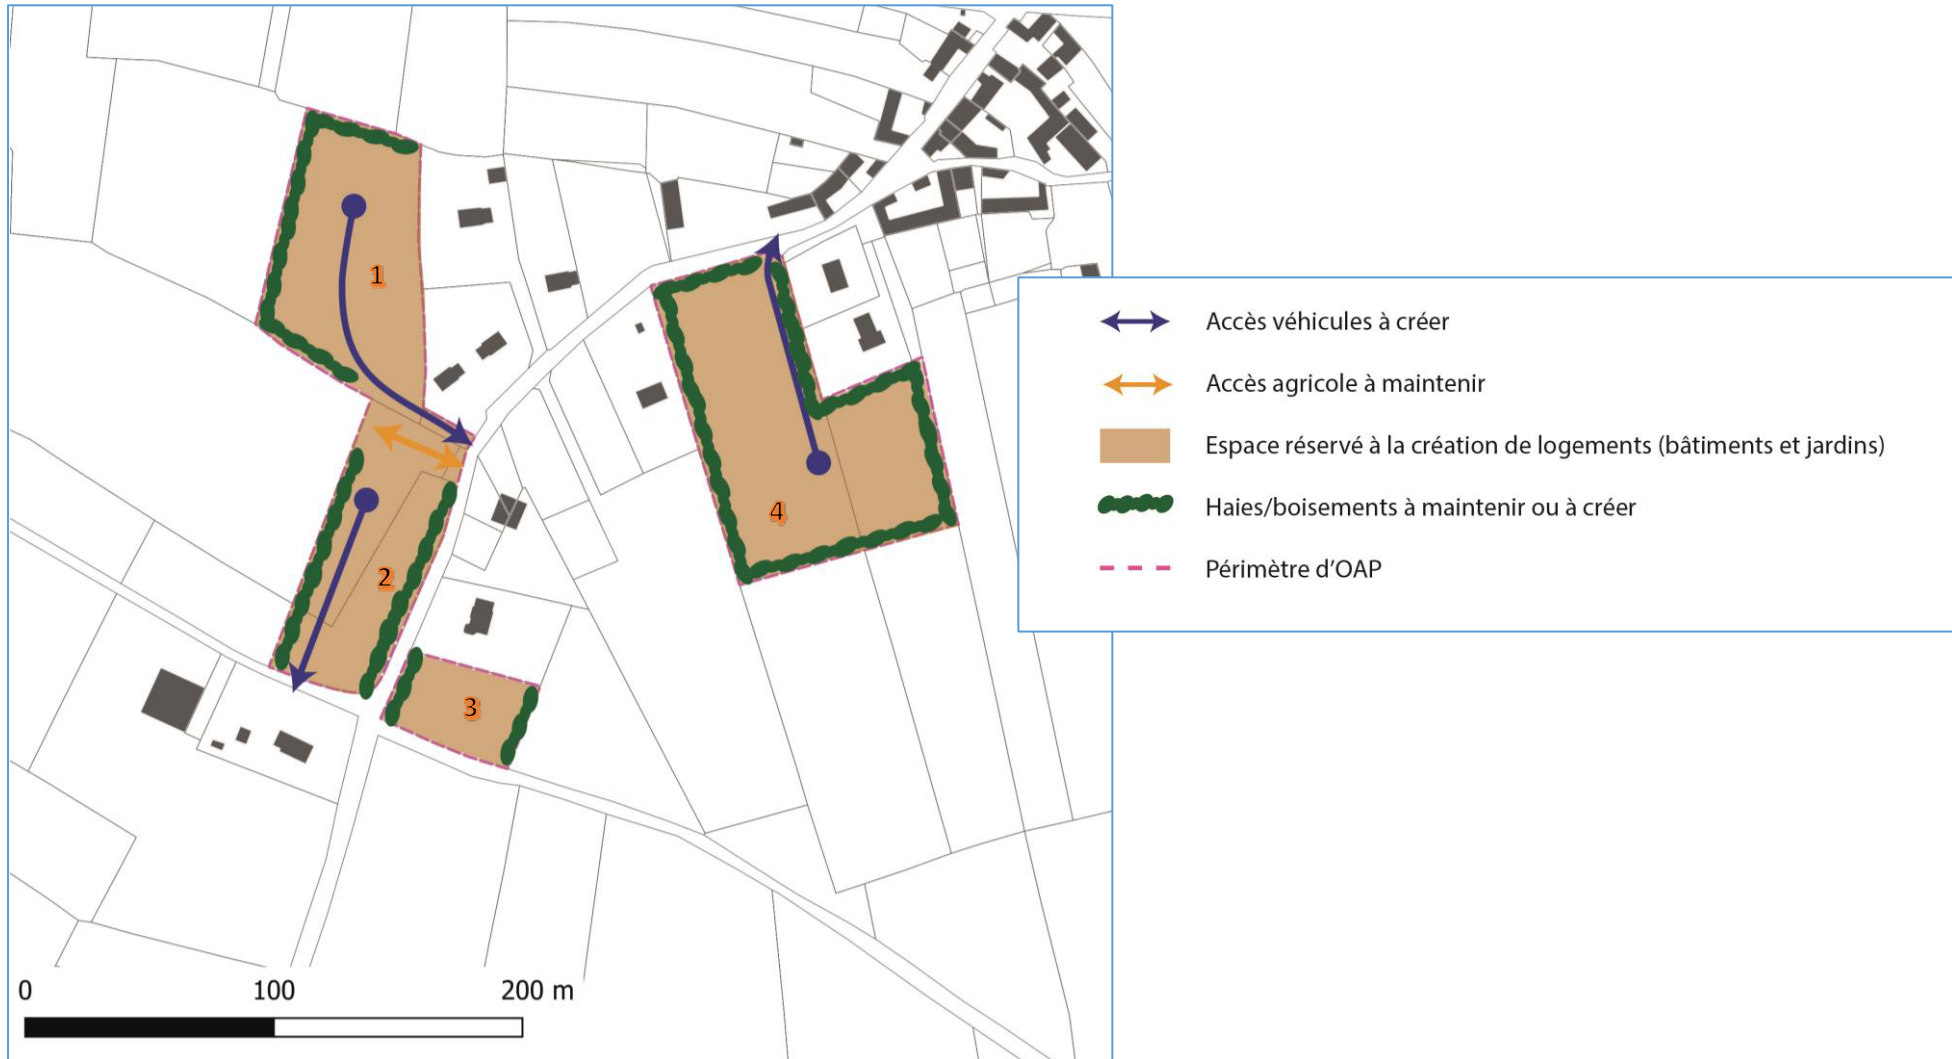 1
2
3
4
Accès véhicules à créer
Accès agricole à maintenir
Espace réservé à la création de logements (bâtiments et jardins)
Haies/boisements à maintenir ou à créer
Périmètre d'OAP
0 100 200 m